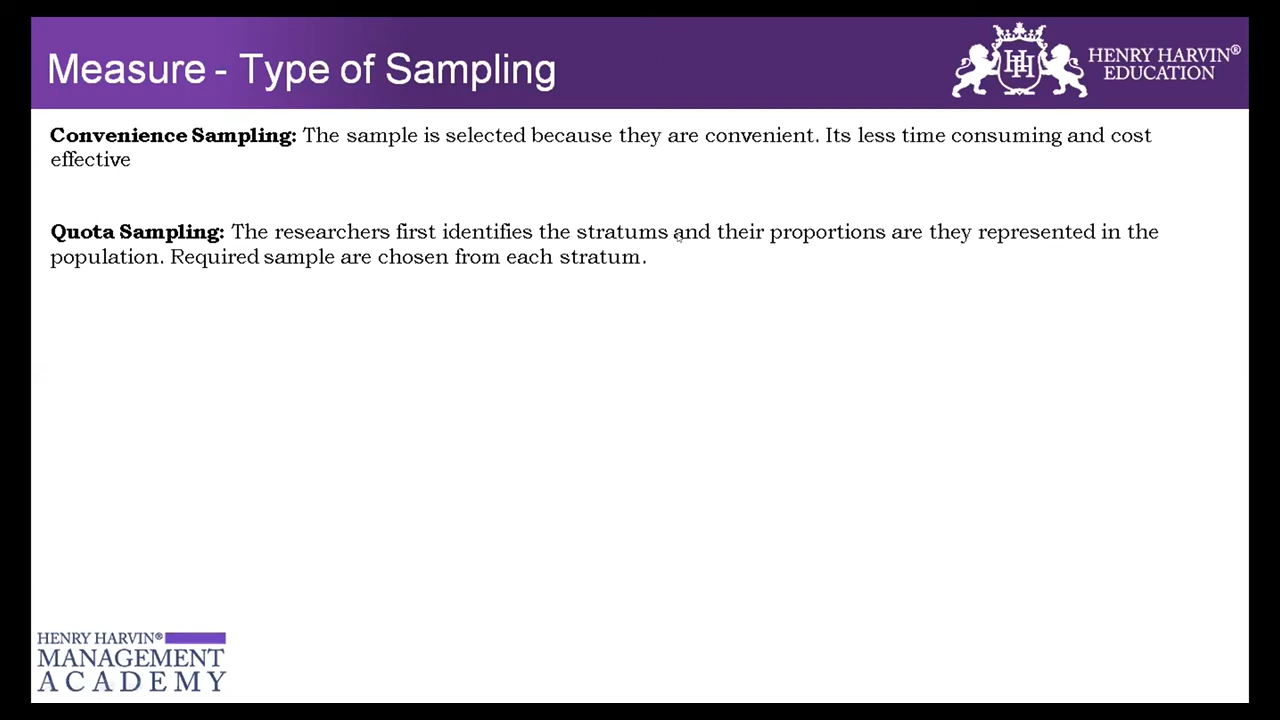 Measure - Type of Sampling
HENRY HARVIN®
EDUCATION
Convenience Sampling: The sample is selected because they are convenient. Its less time consuming and cost
effective
Quota Sampling: The researchers first identifies the stratums and their proportions are they represented in the
population. Required sample are chosen from each stratum.
HENRY HARVIN®
MANAGEMENT
ACADEMY